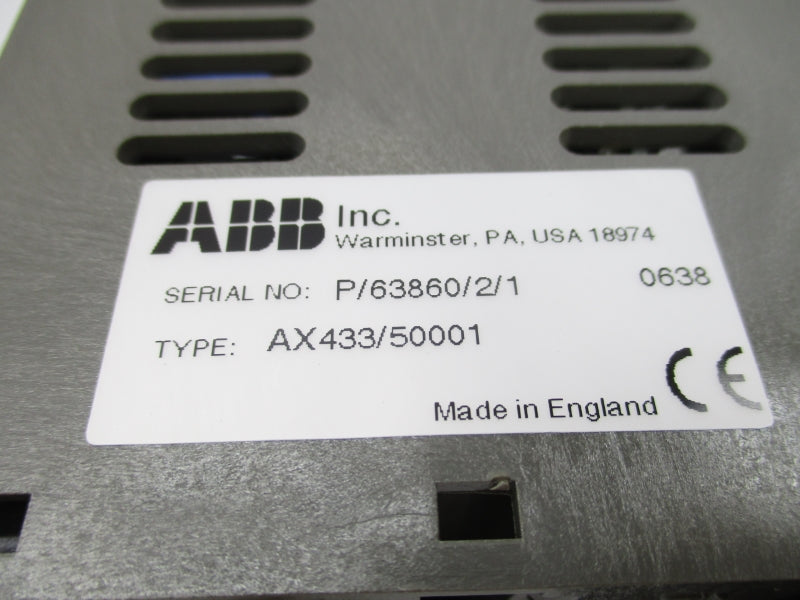 ABB Inc.
Warminster, PA, USA 18974
SERIAL NO: P/63860/2/1 0638
TYPE: AX433/50001
Made in England CE